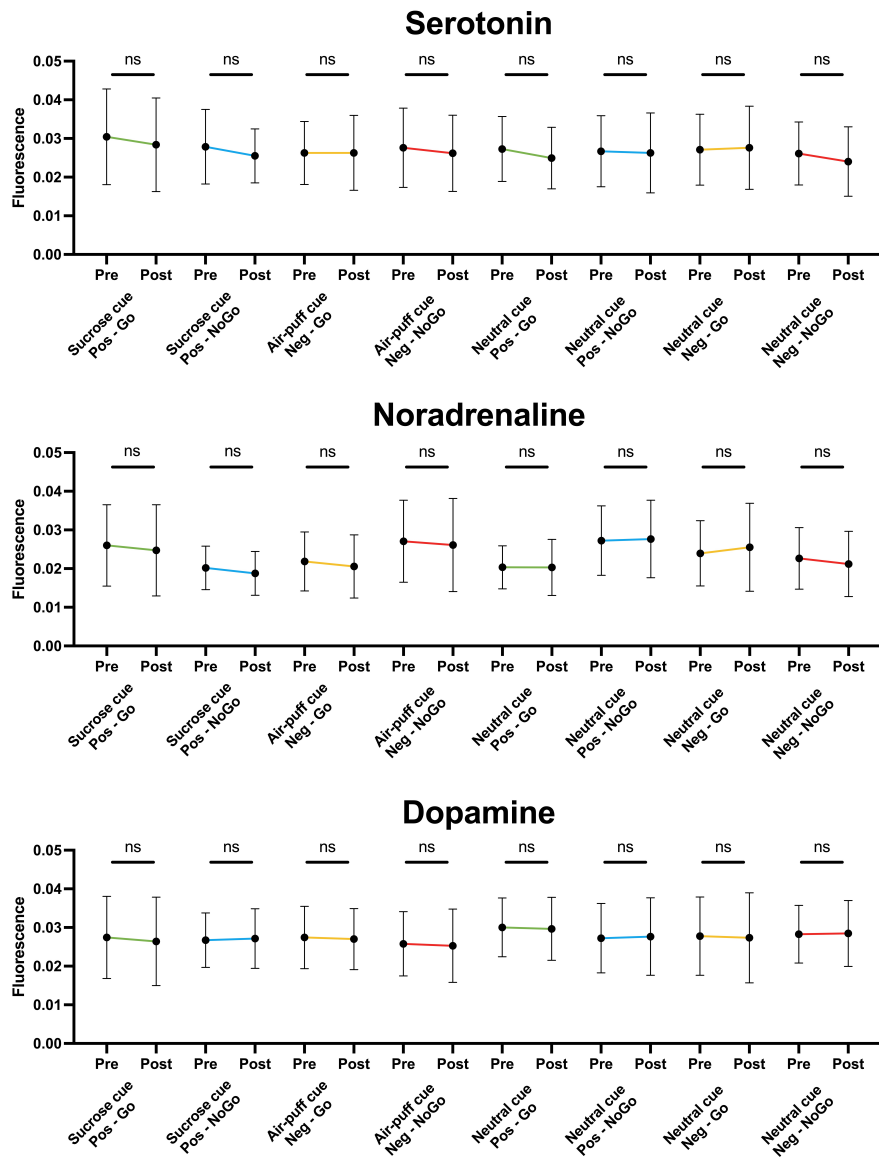 Serotonin
ns ns ns ns ns ns ns ns
0.05
0.04
0.03
0.02
0.01
0.00
Fluorescence
Pre Post Pre Post Pre Post Pre Post Pre Post Pre Post Pre Post Pre Post
Sucrose cue
Pos - Go
Sucrose cue
Pos - NoGo
Air-puff cue
Neg - Go
Air-puff cue
Neg - NoGo
Neutral cue
Pos - Go
Neutral cue
Pos - NoGo
Neutral cue
Neg - Go
Neutral cue
Neg - NoGo
Noradrenaline
ns ns ns ns ns ns ns ns
0.05
0.04
0.03
0.02
0.01
0.00
Fluorescence
Pre Post Pre Post Pre Post Pre Post Pre Post Pre Post Pre Post Pre Post
Sucrose cue
Pos - Go
Sucrose cue
Pos - NoGo
Air-puff cue
Neg - Go
Air-puff cue
Neg - NoGo
Neutral cue
Pos - Go
Neutral cue
Pos - NoGo
Neutral cue
Neg - Go
Neutral cue
Neg - NoGo
Dopamine
ns ns ns ns ns ns ns ns
0.05
0.04
0.03
0.02
0.01
0.00
Fluorescence
Pre Post Pre Post Pre Post Pre Post Pre Post Pre Post Pre Post Pre Post
Sucrose cue
Pos - Go
Sucrose cue
Pos - NoGo
Air-puff cue
Neg - Go
Air-puff cue
Neg - NoGo
Neutral cue
Pos - Go
Neutral cue
Pos - NoGo
Neutral cue
Neg - Go
Neutral cue
Neg - NoGo